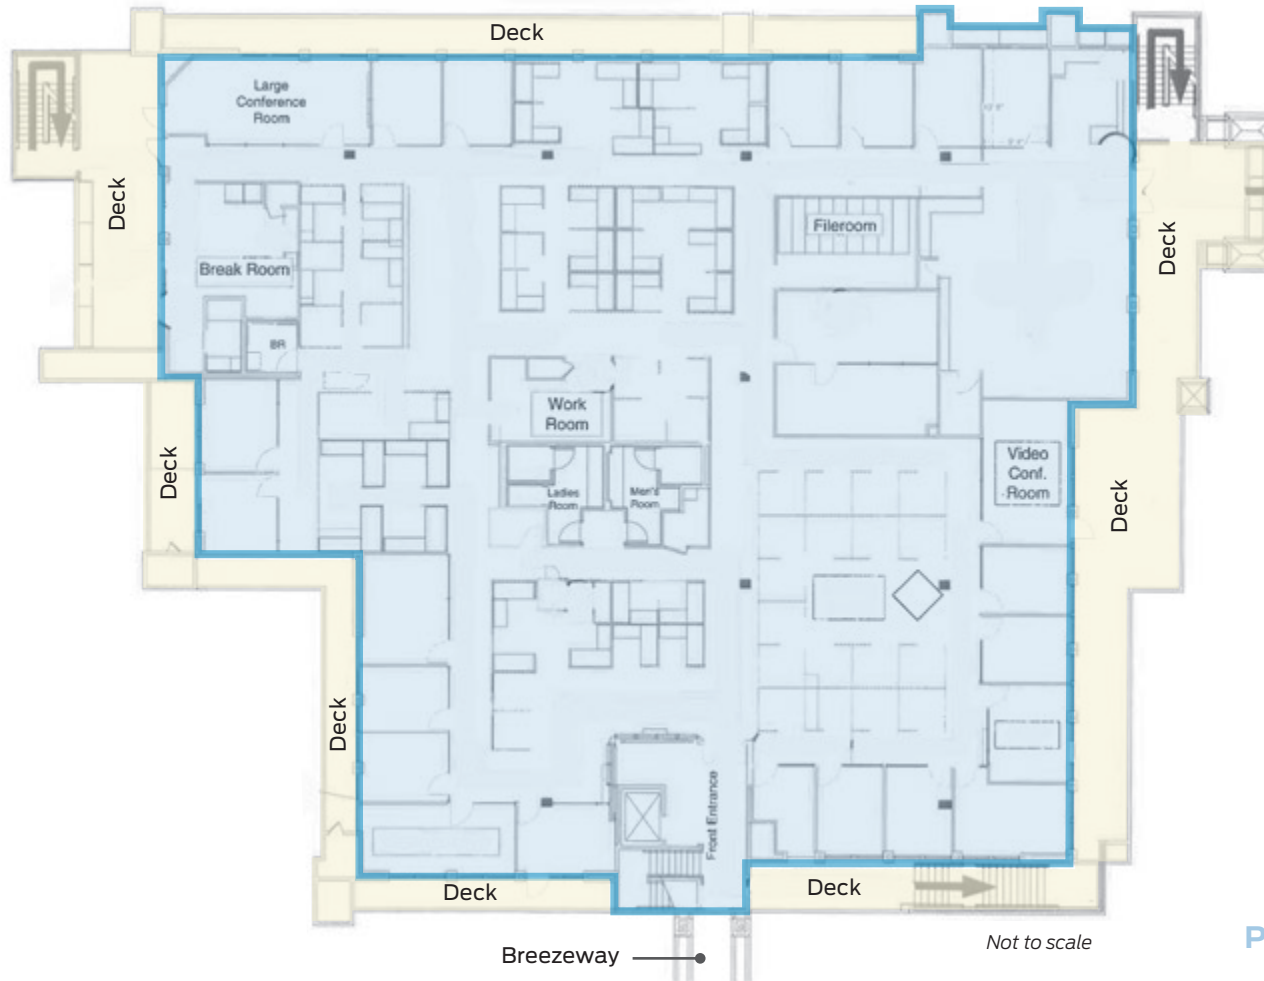 Deck
Large
Conference
Room
Deck
Fileroom
Deck
Break Room
BR
Work
Room
Video
Conf.
Room
Deck
Ladies
Room
Men's
Room
Deck
Deck
Front Entrance
Deck
Deck
Breezeway
Not to scale
P